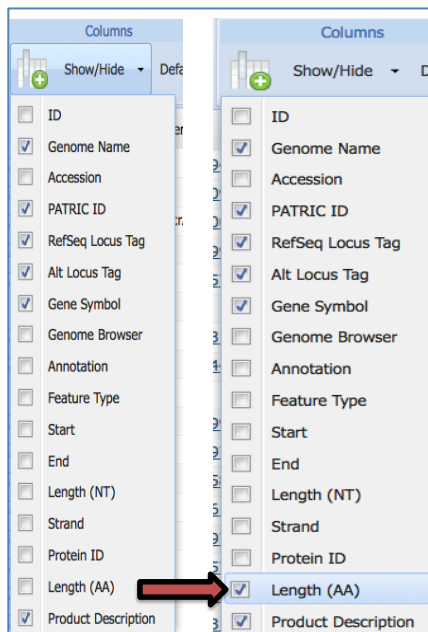 Columns
Show/Hide
Defa
ID
Genome Name
Accession
PATRIC ID
RefSeq Locus Tag
Alt Locus Tag
Gene Symbol
Genome Browser
Annotation
Feature Type
Start
End
Length (NT)
Strand
Protein ID
Length (AA)
Product Description
Columns
Show/Hide
D
ID
Genome Name
Accession
PATRIC ID
RefSeq Locus Tag
Alt Locus Tag
Gene Symbol
Genome Browser
Annotation
Feature Type
Start
End
Length (NT)
Strand
Protein ID
Length (AA)
Product Description